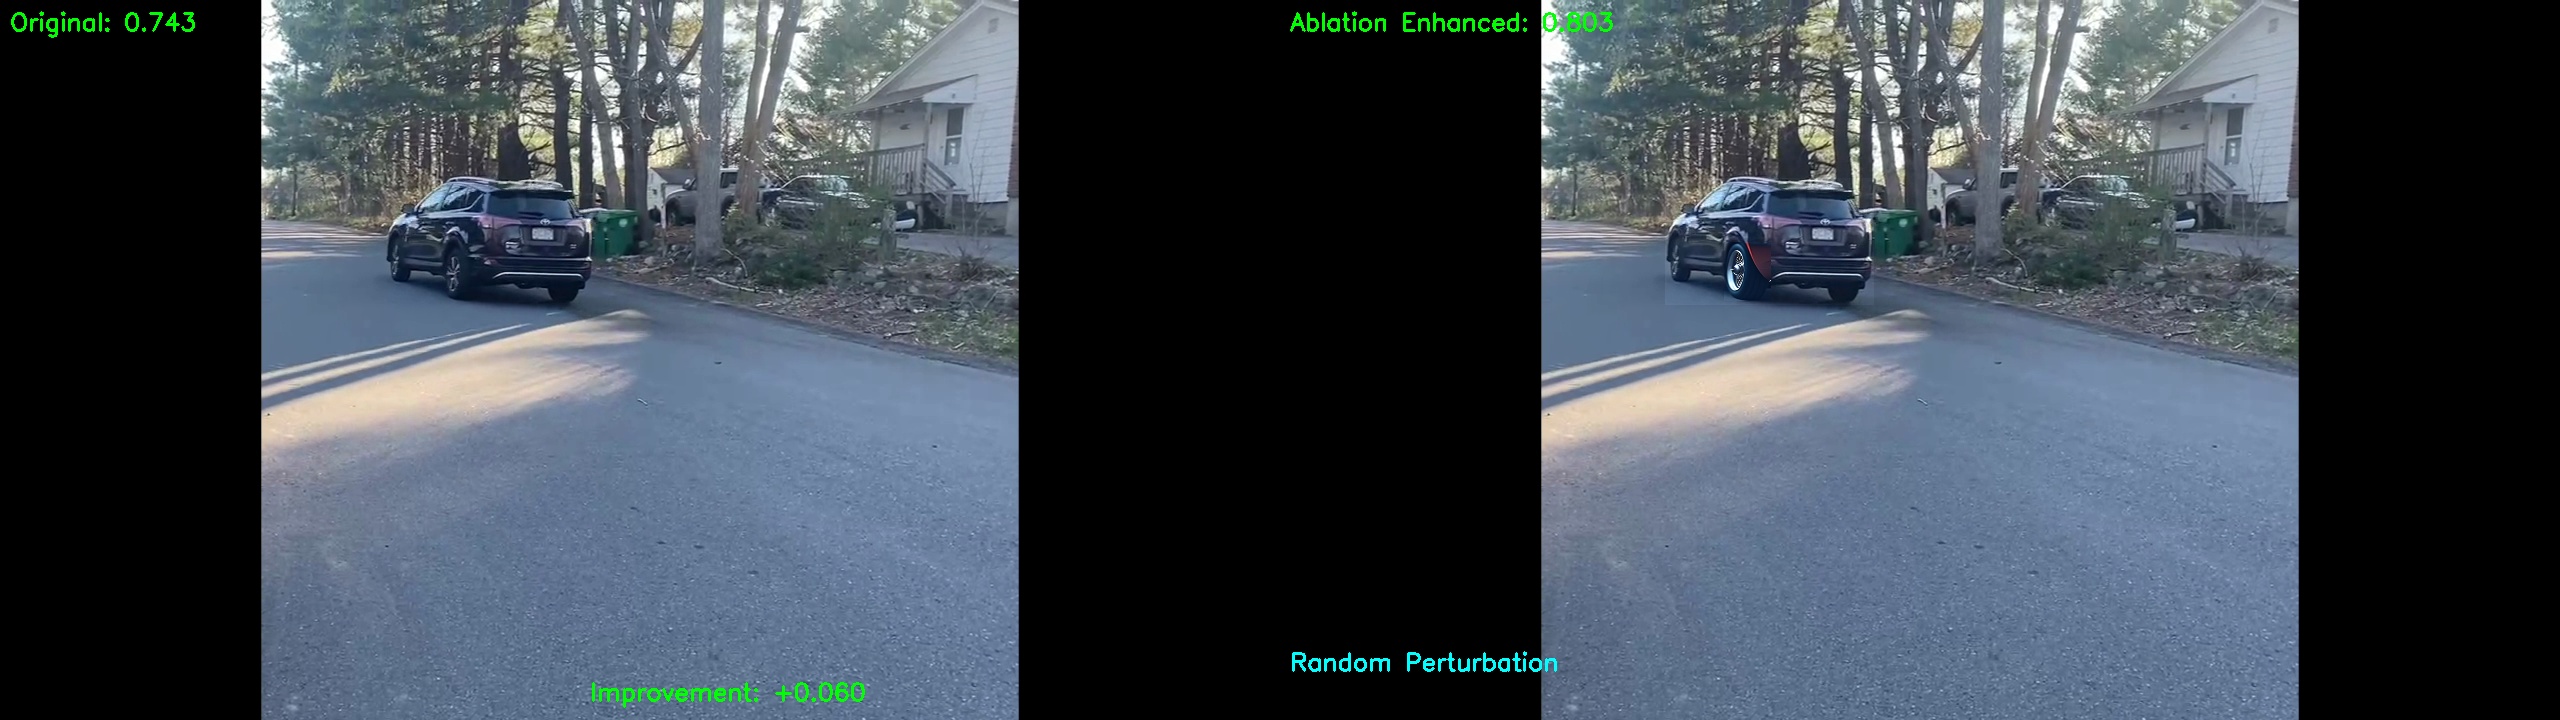 Original: 0.743
Ablation Enhanced: 0.803
Random Perturbation
Improvement: +0.060